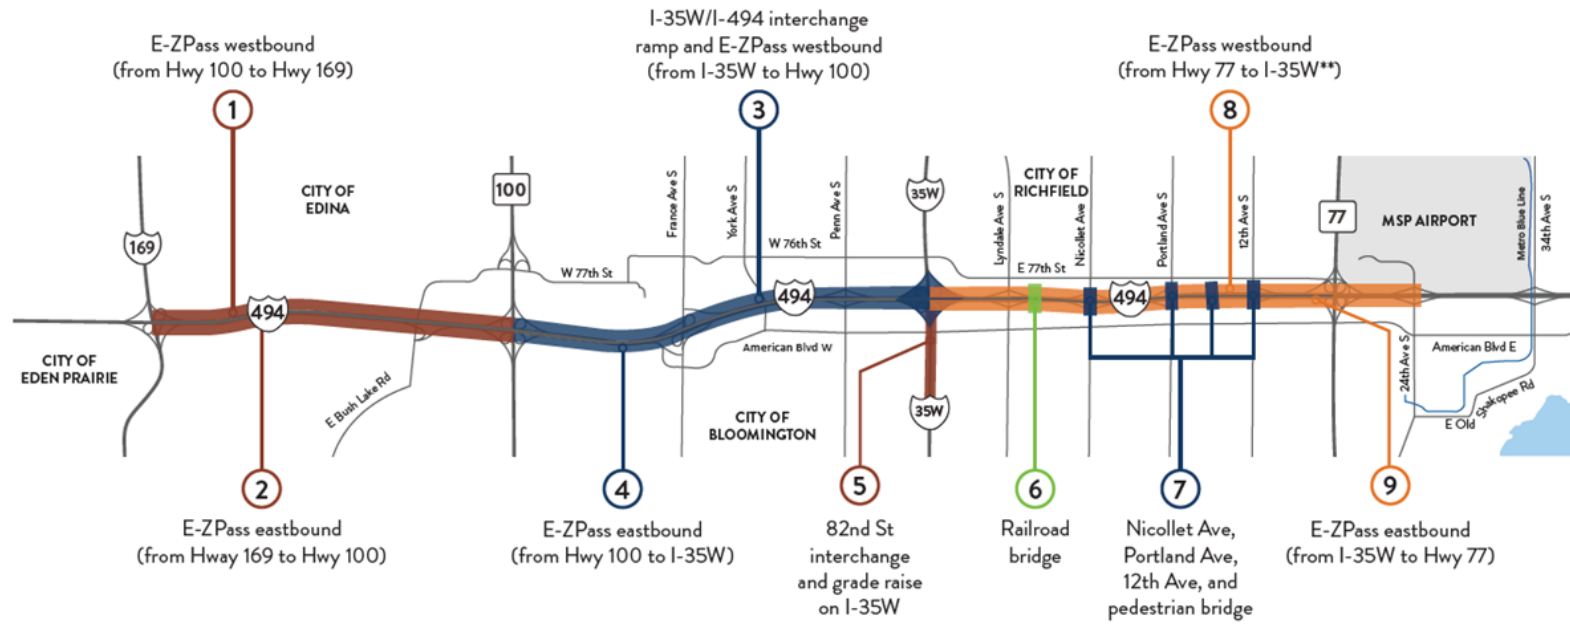 I-35W/I-494 interchange
ramp and E-ZPass westbound
(from I-35W to Hwy 100)
E-ZPass westbound
(from Hwy 100 to Hwy 169)
E-ZPass westbound
(from Hwy 77 to I-35W**)
1
3
8
CITY OF
EDINA
100
France Ave S
York Ave S
Penn Ave S
35W
Lyndale Ave S
CITY OF
RICHFIELD
Nicollet Ave
Portland Ave S
12th Ave S
77
MSP AIRPORT
Metro Blue Line
34th Ave S
169
W 76th St
W 77th St
E 77th St
494
494
494
CITY OF
EDEN PRAIRIE
E Bush Lake Rd
American Blvd W
CITY OF
BLOOMINGTON
35W
24th Ave S
American Blvd E
E Old
Shakopee Rd
2
4
5
6
7
9
E-ZPass eastbound
(from Hway 169 to Hwy 100)
E-ZPass eastbound
(from Hwy 100 to I-35W)
82nd St
interchange
and grade raise
on I-35W
Railroad
bridge
Nicollet Ave,
Portland Ave,
12th Ave, and
pedestrian bridge
E-ZPass eastbound
(from I-35W to Hwy 77)